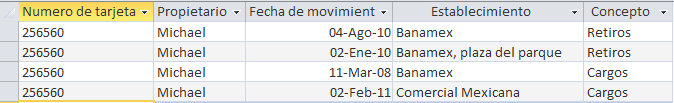 Numero de tarjeta Propietario Fecha de movimient Establecimiento Concepto
256560 Michael 04-Ago-10 Banamex Retiros
256560 Michael 02-Ene-10 Banamex, plaza del parque Retiros
256560 Michael 11-Mar-08 Banamex Cargos
256560 Michael 02-Feb-11 Comercial Mexicana Cargos